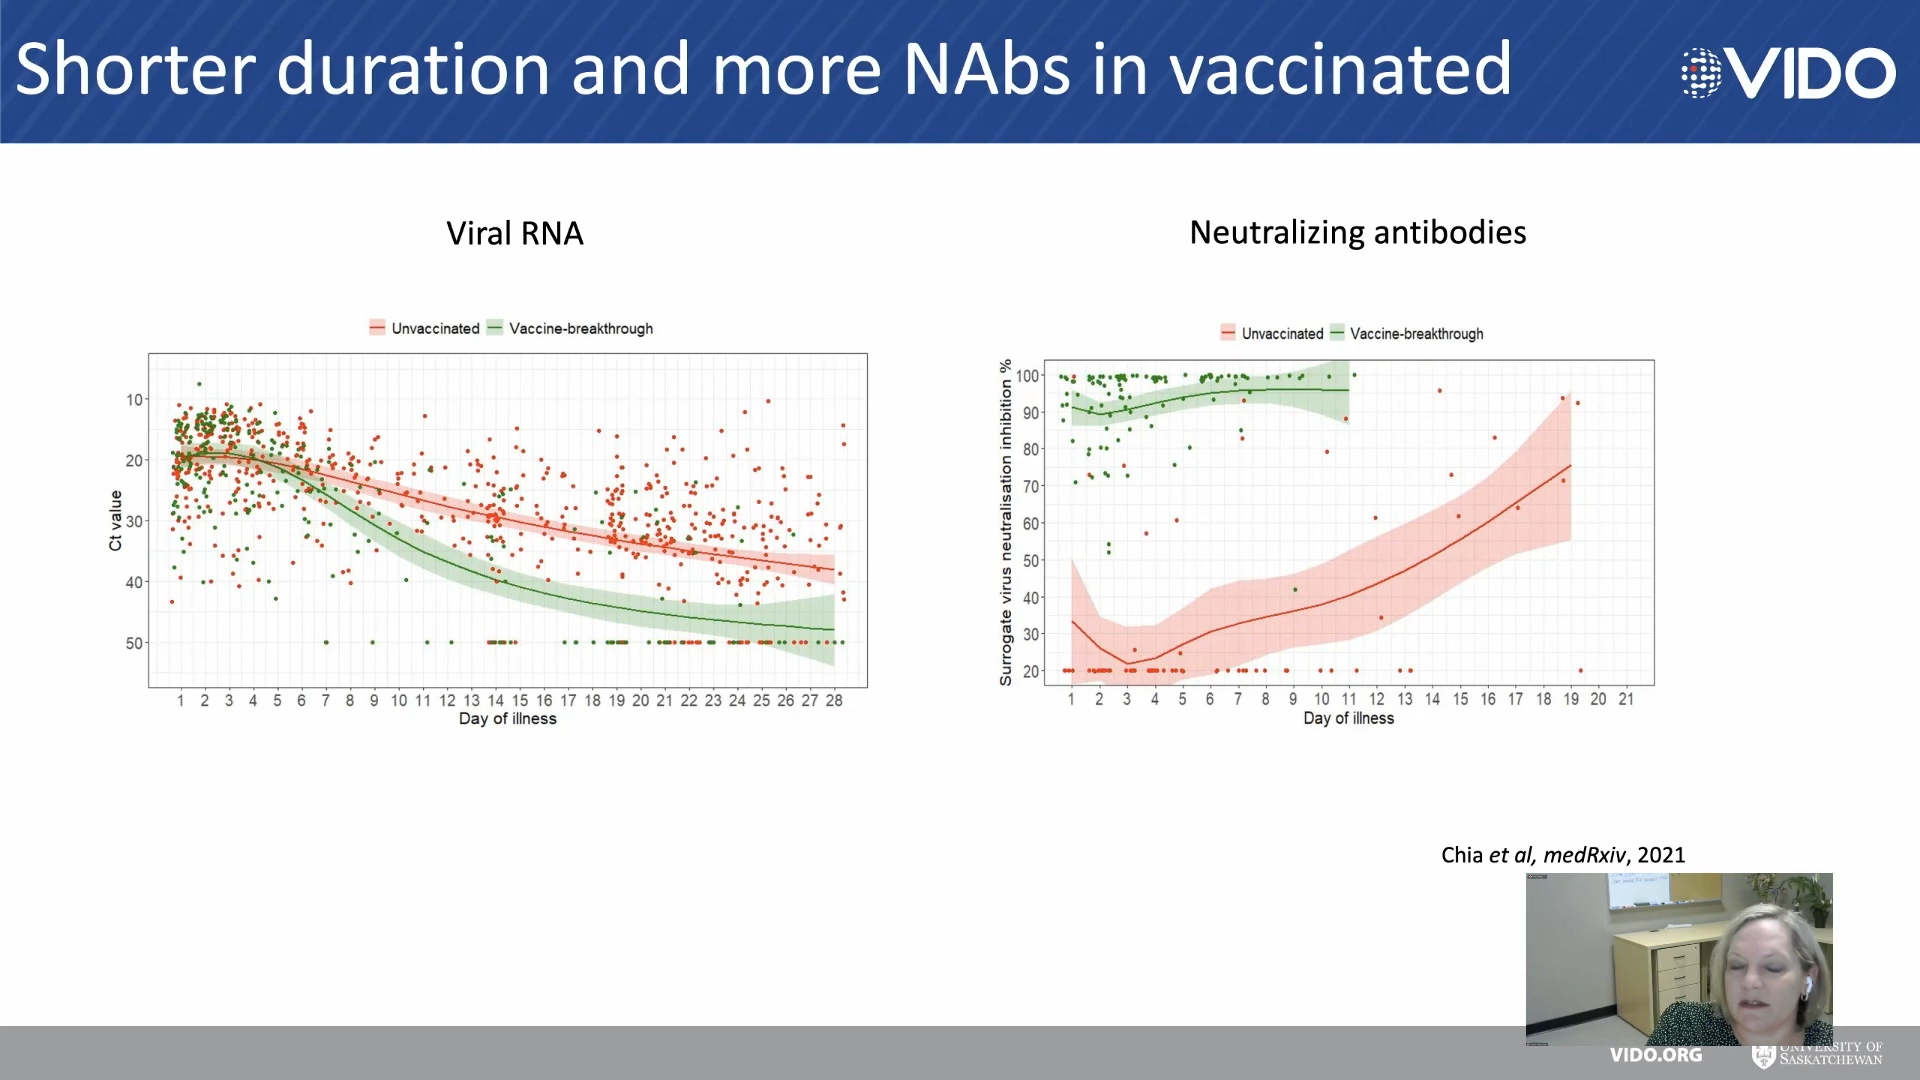 Shorter duration and more NAbs in vaccinated
VIDO
Viral RNA
Neutralizing antibodies
Unvaccinated Vaccine-breakthrough
Ct value
10
20
30
40
50
1 2 3 4 5 6 7 8 9 10 11 12 13 14 15 16 17 18 19 20 21 22 23 24 25 26 27 28
Day of illness
Unvaccinated Vaccine-breakthrough
Surrogate virus neutralisation inhibition %
100
90
80
70
60
50
40
30
20
1 2 3 4 5 6 7 8 9 10 11 12 13 14 15 16 17 18 19 20 21
Day of illness
Chia et al, medRxiv, 2021
VIDO.ORG
UNIVERSITY OF
SASKATCHEWAN